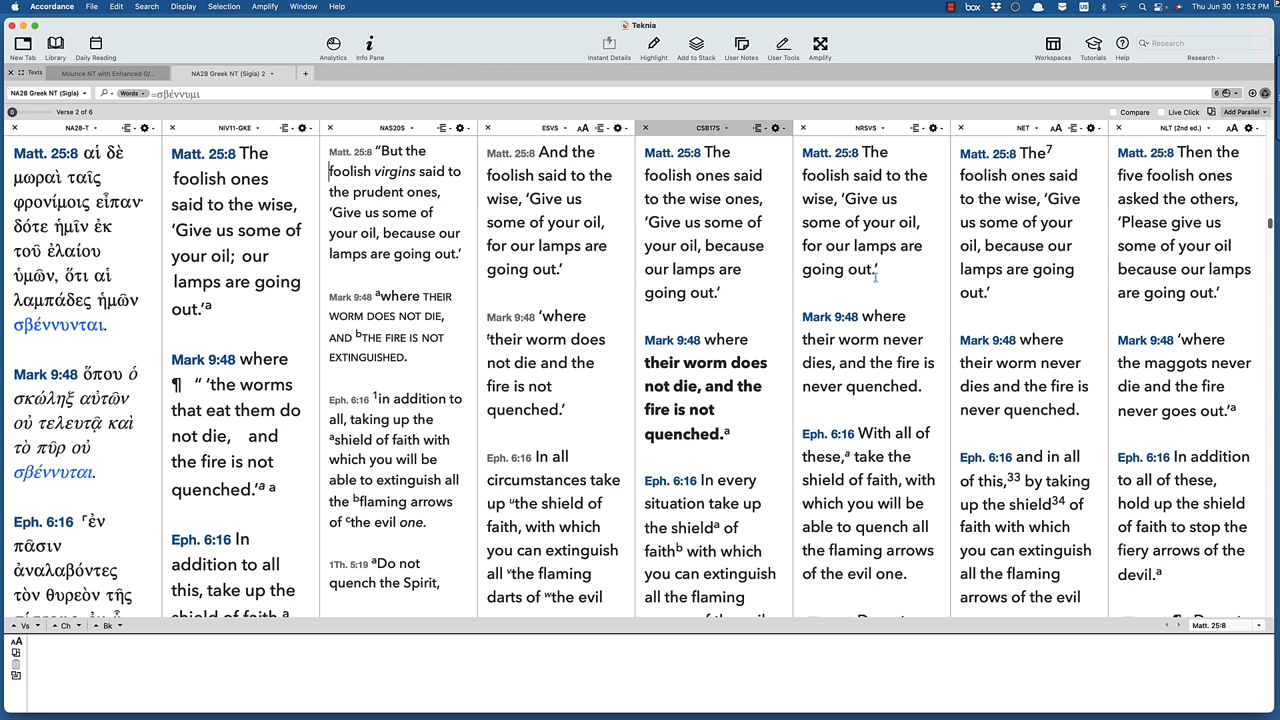 Accordance File Edit Search Display Selection Amplify Window Help
box Thu Jun 30 12:52 PM
Teknia
New Tab Library Daily Reading Analytics Info Pane Instant Details Highlight Add to Stack User Notes User Tools Amplify Workspaces Tutorials Help Research
Research -
Texts Mounce NT with Enhanced G/... NA28 Greek NT (Sigla) 2 +
NA28 Greek NT (Sigla) Words =σβέννυμι 6
Verse 2 of 6 Compare Live Click Add Parallel
NA28-T NIV11-GKE NAS20S ESVS CSB17S NRSVS NET NLT (2nd ed.)
Matt. 25:8 αἱ δὲ
μωραὶ ταῖς
φρονίμοις εἶπαν·
δότε ἡμῖν ἐκ
τοῦ ἐλαίου
ὑμῶν, ὅτι αἱ
λαμπάδες ἡμῶν
σβέννυνται.
Mark 9:48 ὅπου ὁ
σκώληξ αὐτῶν
οὐ τελευτᾷ καὶ
τὸ πῦρ οὐ
σβέννυται.
Eph. 6:16 ⸀ἐν
πᾶσιν
ἀναλαβόντες
τὸν θυρεὸν τῆς
Matt. 25:8 The
foolish ones
said to the wise,
‘Give us some of
your oil; our
lamps are going
out.’a
Mark 9:48 where
¶ “ ‘the worms
that eat them do
not die, and
the fire is not
quenched.’a a
Eph. 6:16 In
addition to all
this, take up the
shield of faith,a
Matt. 25:8 “But the
foolish virgins said to
the prudent ones,
‘Give us some of
your oil, because our
lamps are going out.’
Mark 9:48 awhere THEIR
WORM DOES NOT DIE,
AND bTHE FIRE IS NOT
EXTINGUISHED.
Eph. 6:16 1in addition to
all, taking up the
ashield of faith with
which you will be
able to extinguish all
the bflaming arrows
of cthe evil one.
1Th. 5:19 aDo not
quench the Spirit,
Matt. 25:8 And the
foolish said to the
wise, ‘Give us
some of your oil,
for our lamps are
going out.’
Mark 9:48 ‘where
ttheir worm does
not die and the
fire is not
quenched.’
Eph. 6:16 In all
circumstances take
up uthe shield of
faith, with which
you can extinguish
all vthe flaming
darts of wthe evil
Matt. 25:8 The
foolish ones said
to the wise ones,
‘Give us some of
your oil, because
our lamps are
going out.’
Mark 9:48 where
their worm does
not die, and the
fire is not
quenched.a
Eph. 6:16 In every
situation take up
the shielda of
faithb with which
you can extinguish
all the flaming
Matt. 25:8 The
foolish said to the
wise, ‘Give us
some of your oil,
for our lamps are
going out.’
Mark 9:48 where
their worm never
dies, and the fire is
never quenched.
Eph. 6:16 With all of
these,a take the
shield of faith, with
which you will be
able to quench all
the flaming arrows
of the evil one.
Matt. 25:8 The7
foolish ones said
to the wise, ‘Give
us some of your
oil, because our
lamps are going
out.’
Mark 9:48 where
their worm never
dies and the fire is
never quenched.
Eph. 6:16 and in all
of this,33 by taking
up the shield34 of
faith with which
you can extinguish
all the flaming
arrows of the evil
Matt. 25:8 Then the
five foolish ones
asked the others,
‘Please give us
some of your oil
because our lamps
are going out.’
Mark 9:48 ‘where
the maggots never
die and the fire
never goes out.’a
Eph. 6:16 In addition
to all of these,
hold up the shield
of faith to stop the
fiery arrows of the
devil.a
Vs Ch Bk Matt. 25:8